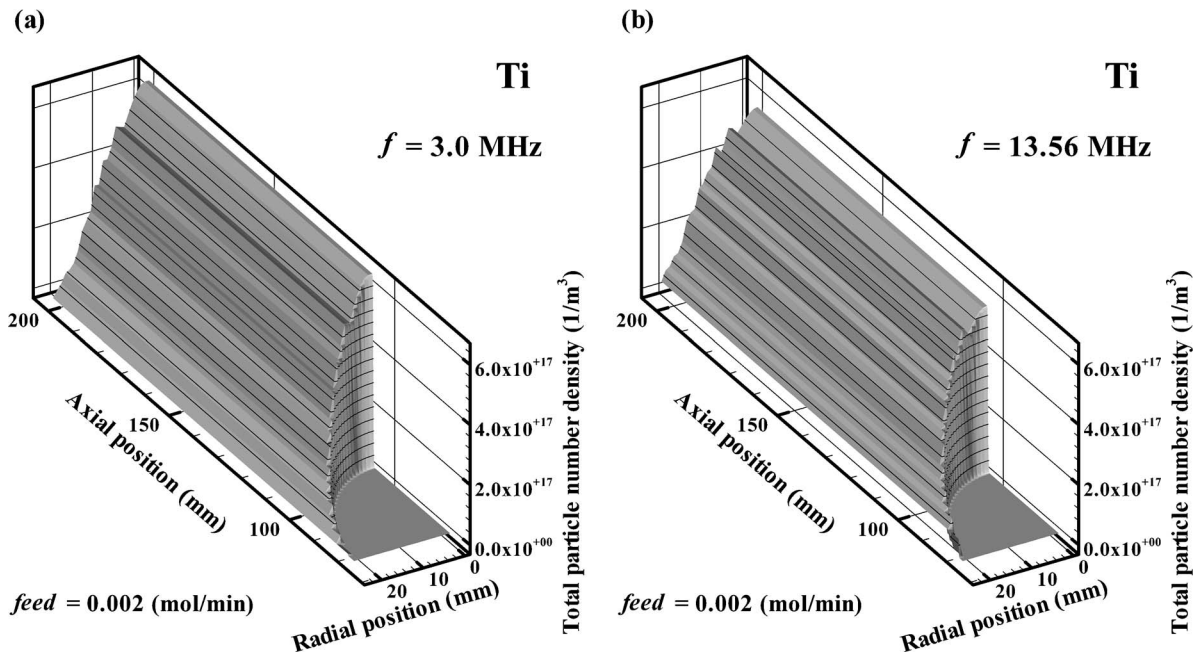 (a)
Ti
f = 3.0 MHz
6.0x10+17
4.0x10+17
2.0x10+17
0.0x10+00
Total particle number density (1/m3)
200
150
100
Axial position (mm)
20
10
0
Radial position (mm)
feed = 0.002 (mol/min)
(b)
Ti
f = 13.56 MHz
6.0x10+17
4.0x10+17
2.0x10+17
0.0x10+00
Total particle number density (1/m3)
200
150
100
Axial position (mm)
20
10
0
Radial position (mm)
feed = 0.002 (mol/min)